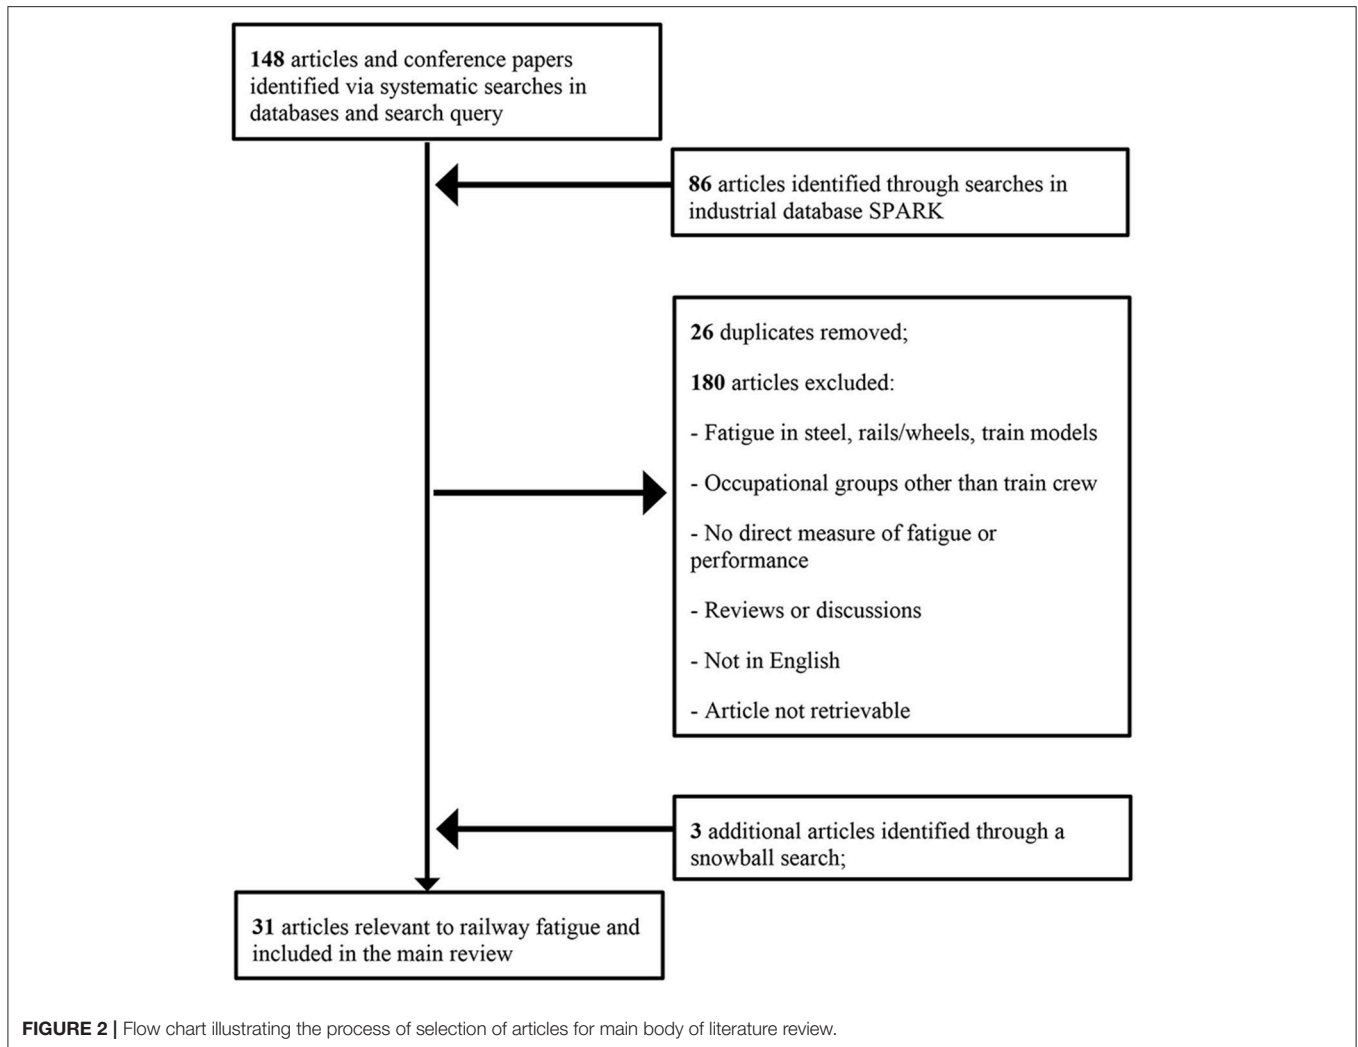 148 articles and conference papers
identified via systematic searches in
databases and search query
86 articles identified through searches in
industrial database SPARK
26 duplicates removed;
180 articles excluded:
- Fatigue in steel, rails/wheels, train models
- Occupational groups other than train crew
- No direct measure of fatigue or
performance
- Reviews or discussions
- Not in English
- Article not retrievable
3 additional articles identified through a
snowball search;
31 articles relevant to railway fatigue and
included in the main review
FIGURE 2 | Flow chart illustrating the process of selection of articles for main body of literature review.